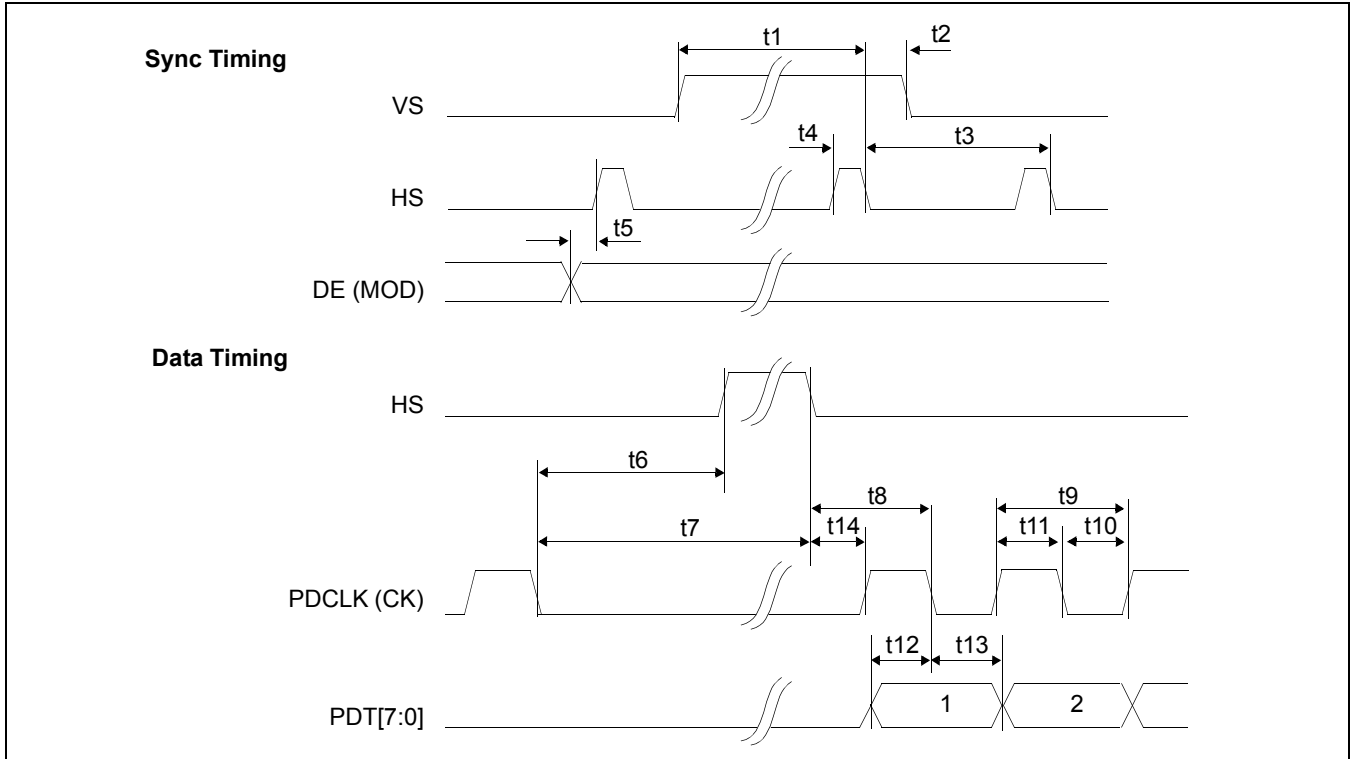 Sync Timing
t1
t2
VS
t4
t3
HS
t5
DE (MOD)
Data Timing
HS
t6
t8
t9
t7
t14
t11
t10
PDCLK (CK)
t12
t13
PDT[7:0]
1
2